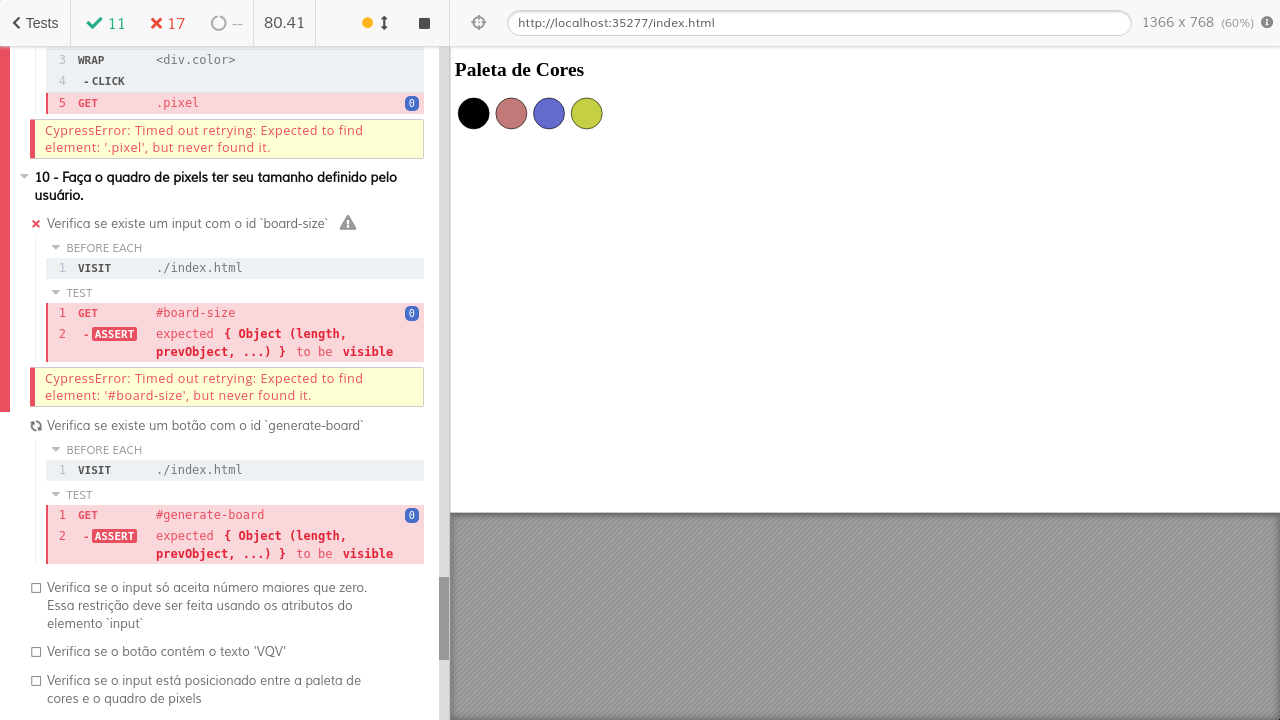 Tests 11 17 -- 80.41 http://localhost:35277/index.html 1366 x 768 (60%)
3 WRAP <div.color>
4 -CLICK
5 GET .pixel 0
CypressError: Timed out retrying: Expected to find
element: '.pixel', but never found it.
10 - Faça o quadro de pixels ter seu tamanho definido pelo
usuário.
Verifica se existe um input com o id `board-size`
BEFORE EACH
1 VISIT ./index.html
TEST
1 GET #board-size 0
2 -ASSERT expected { Object (length,
prevObject, ...) } to be visible
CypressError: Timed out retrying: Expected to find
element: '#board-size', but never found it.
Verifica se existe um botão com o id `generate-board`
BEFORE EACH
1 VISIT ./index.html
TEST
1 GET #generate-board 0
2 -ASSERT expected { Object (length,
prevObject, ...) } to be visible
Verifica se o input só aceita número maiores que zero.
Essa restrição deve ser feita usando os atributos do
elemento `input`
Verifica se o botão contém o texto 'VQV'
Verifica se o input está posicionado entre a paleta de
cores e o quadro de pixels
Paleta de Cores